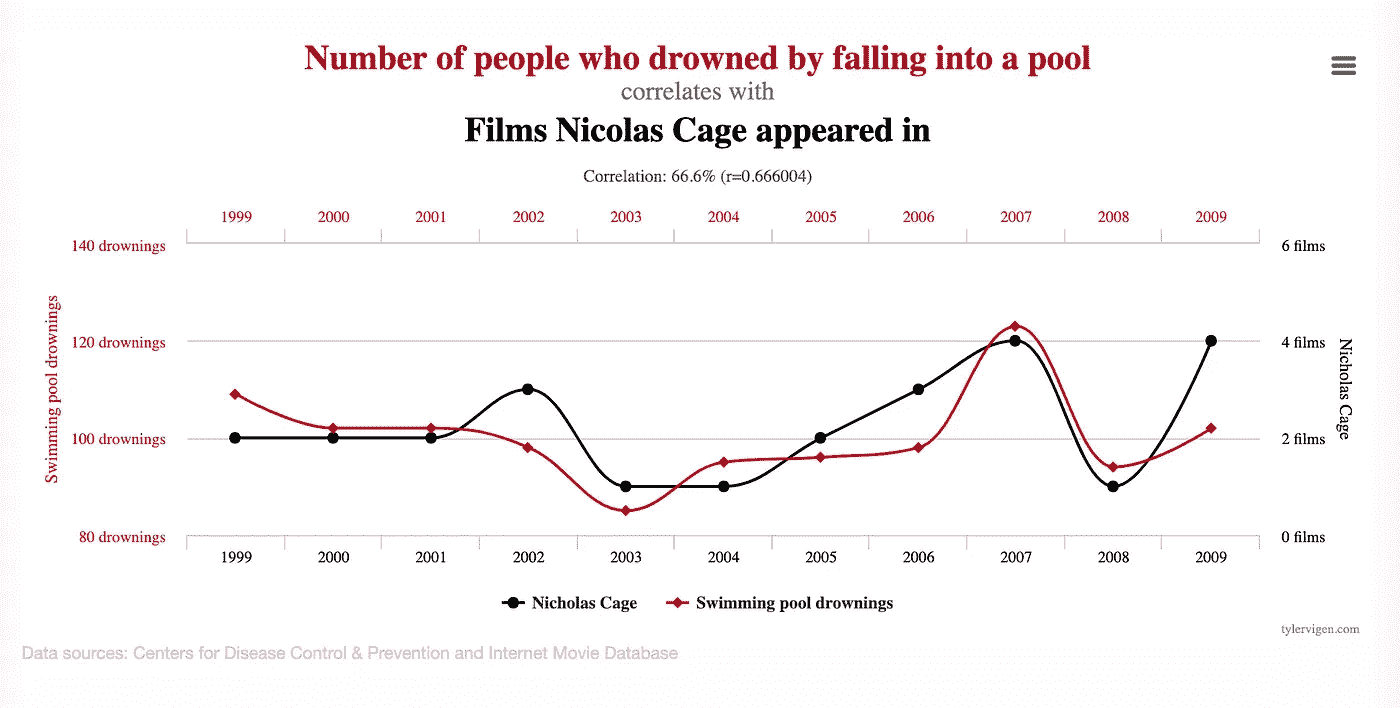 Number of people who drowned by falling into a pool
correlates with
Films Nicolas Cage appeared in
Correlation: 66.6% (r=0.666004)
1999 2000 2001 2002 2003 2004 2005 2006 2007 2008 2009
140 drownings 6 films
120 drownings 4 films
100 drownings 2 films
80 drownings 0 films
Swimming pool drownings
Nicholas Cage
1999 2000 2001 2002 2003 2004 2005 2006 2007 2008 2009
Nicholas Cage Swimming pool drownings
tylervigen.com
Data sources: Centers for Disease Control & Prevention and Internet Movie Database